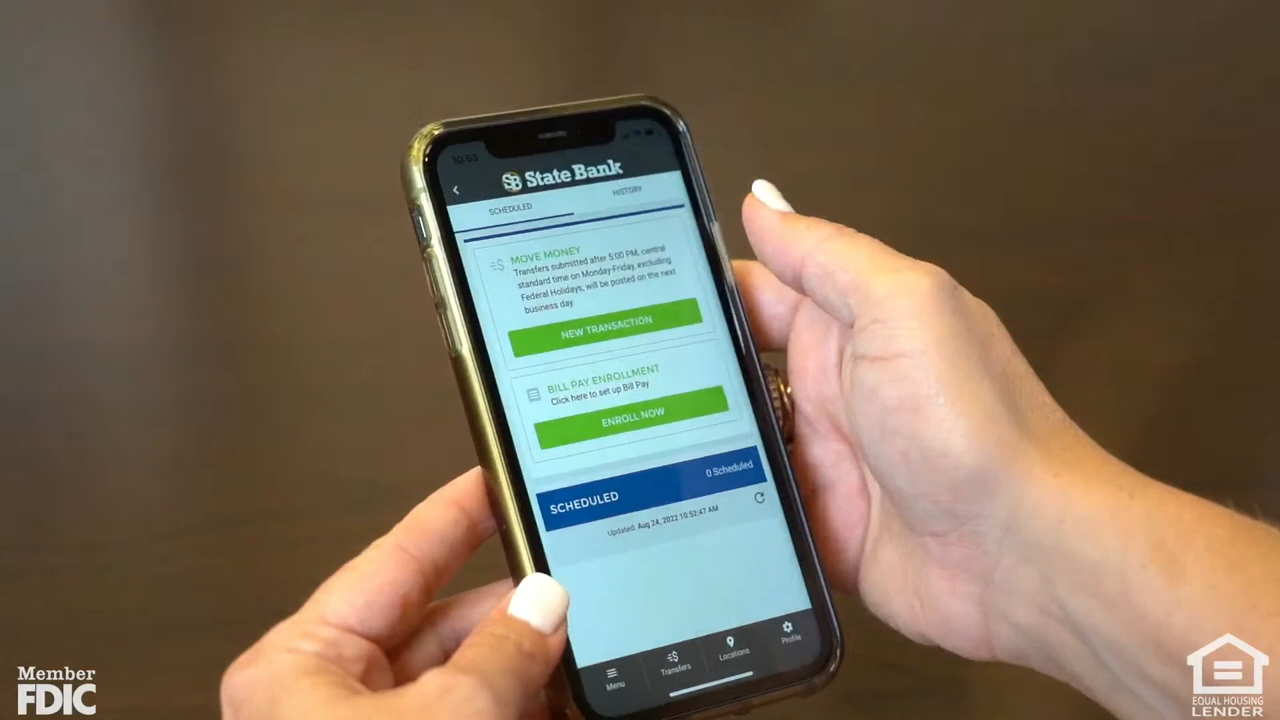 10:53
SB State Bank
SCHEDULED
HISTORY
MOVE MONEY
Transfers submitted after 5:00 PM, central
standard time on Monday-Friday, excluding
Federal Holidays, will be posted on the next
business day.
NEW TRANSACTION
BILL PAY ENROLLMENT
Click here to set up Bill Pay
ENROLL NOW
SCHEDULED
0 Scheduled
Updated: Aug 24, 2022 10:52:47 AM
Menu
Transfers
Locations
Profile
Member
FDIC
EQUAL HOUSING
LENDER